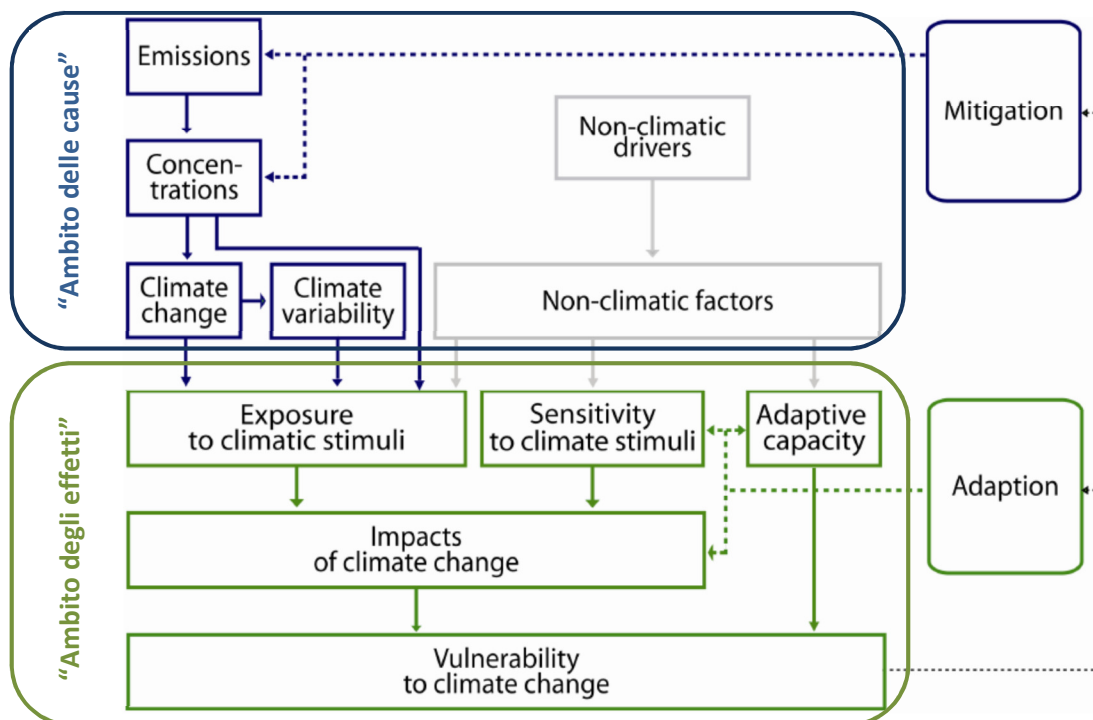 “Ambito delle cause”
Emissions
Mitigation
Non-climatic
drivers
Concen-
trations
Climate
change
Climate
variability
Non-climatic factors
“Ambito degli effetti”
Exposure
to climatic stimuli
Sensitivity
to climate stimuli
Adaptive
capacity
Adaption
Impacts
of climate change
Vulnerability
to climate change